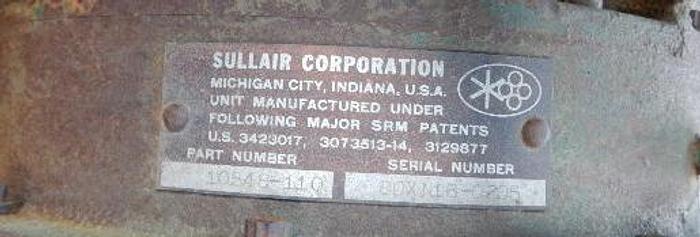 SULLAIR CORPORATION
MICHIGAN CITY, INDIANA, U.S.A.
UNIT MANUFACTURED UNDER
FOLLOWING MAJOR SRM PATENTS
U.S. 3423017, 3073513-14, 3129877
PART NUMBER SERIAL NUMBER